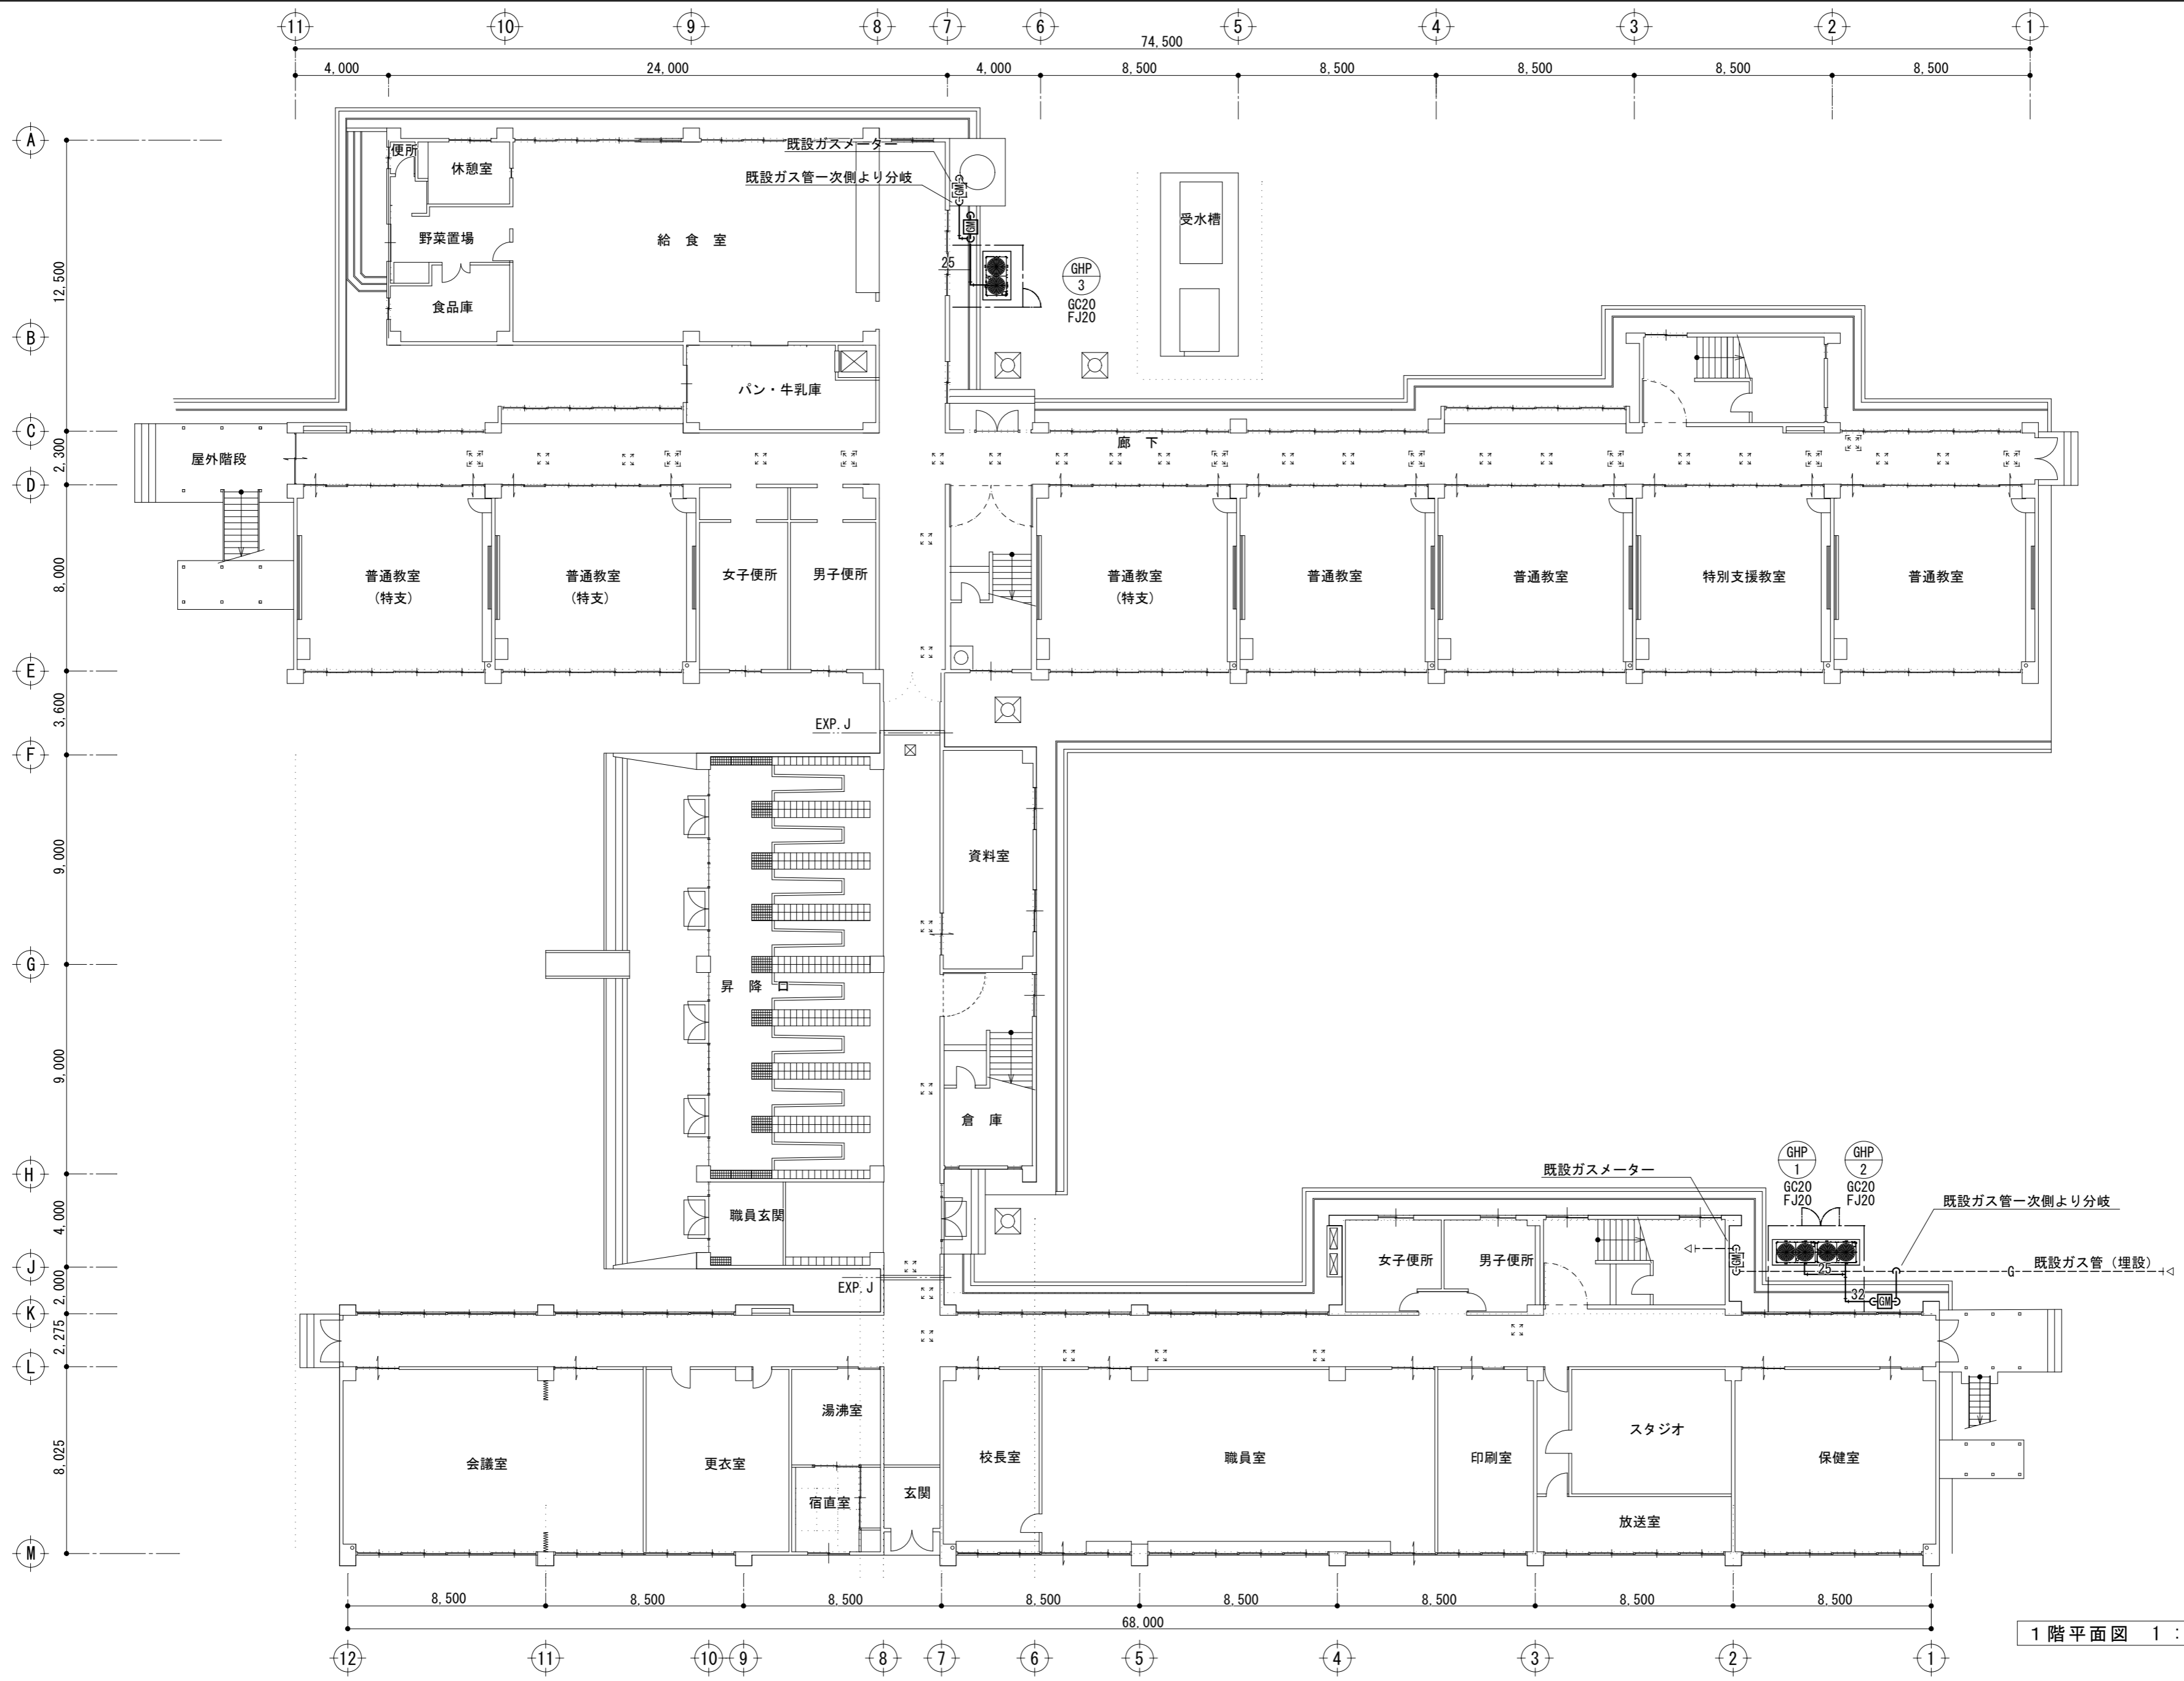 11 10 9 8 7 6 5 4 3 2 1
74,500
4,000 24,000 4,000 8,500 8,500 8,500 8,500 8,500
A
便所
休憩室
既設ガスメーター
既設ガス管一次側より分岐
GM
GM
受水槽
野菜置場
給 食 室
25
GHP
3
GC20
FJ20
12,500
食品庫
B
パン・牛乳庫
C
廊 下
2,300
屋外階段
D
8,000
普通教室
(特支)
普通教室
(特支)
女子便所
男子便所
普通教室
(特支)
普通教室
普通教室
特別支援教室
普通教室
E
3,600
EXP.J
F
9,000
資料室
G
昇 降 口
9,000
倉 庫
H
GHP
1
GC20
FJ20
GHP
2
GC20
FJ20
既設ガスメーター
既設ガス管一次側より分岐
4,000
職員玄関
女子便所
男子便所
GM
25
G
既設ガス管（埋設）
J
2,000
EXP.J
32
GM
K
2,275
L
8,025
湯沸室
会議室
更衣室
宿直室
玄関
校長室
職員室
印刷室
スタジオ
放送室
保健室
M
8,500 8,500 8,500 8,500 8,500 8,500 8,500 8,500
68,000
12 11 10 9 8 7 6 5 4 3 2 1
1階平面図 1: